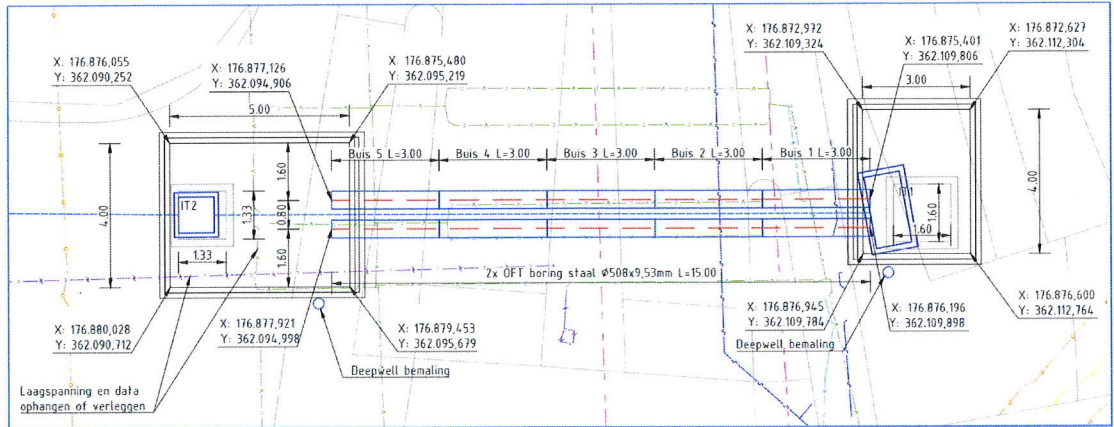 X: 176.876,055
Y: 362.090,252
X: 176.877,126
Y: 362.094,906
X: 176.875,480
Y: 362.095,219
X: 176.872,972
Y: 362.109,324
X: 176.875,401
Y: 362.109,806
X: 176.872,627
Y: 362.112,304
5.00
3.00
Buis 5 L=3.00
Buis 4 L=3.00
Buis 3 L=3.00
Buis 2 L=3.00
Buis 1 L=3.00
4.00
IT2
1.33
1.33
1.60
0.80
1.60
IT1
1.60
1.60
4.00
2x OFT boring staal Ø508x9,53mm L=15.00
X: 176.880,028
Y: 362.090,712
X: 176.877,921
Y: 362.094,998
X: 176.879,453
Y: 362.095,679
X: 176.876,945
Y: 362.109,784
X: 176.876,196
Y: 362.109,898
X: 176.876,600
Y: 362.112,764
Deepwell bemaling
Deepwell bemaling
Laagspanning en data
ophangen of verleggen